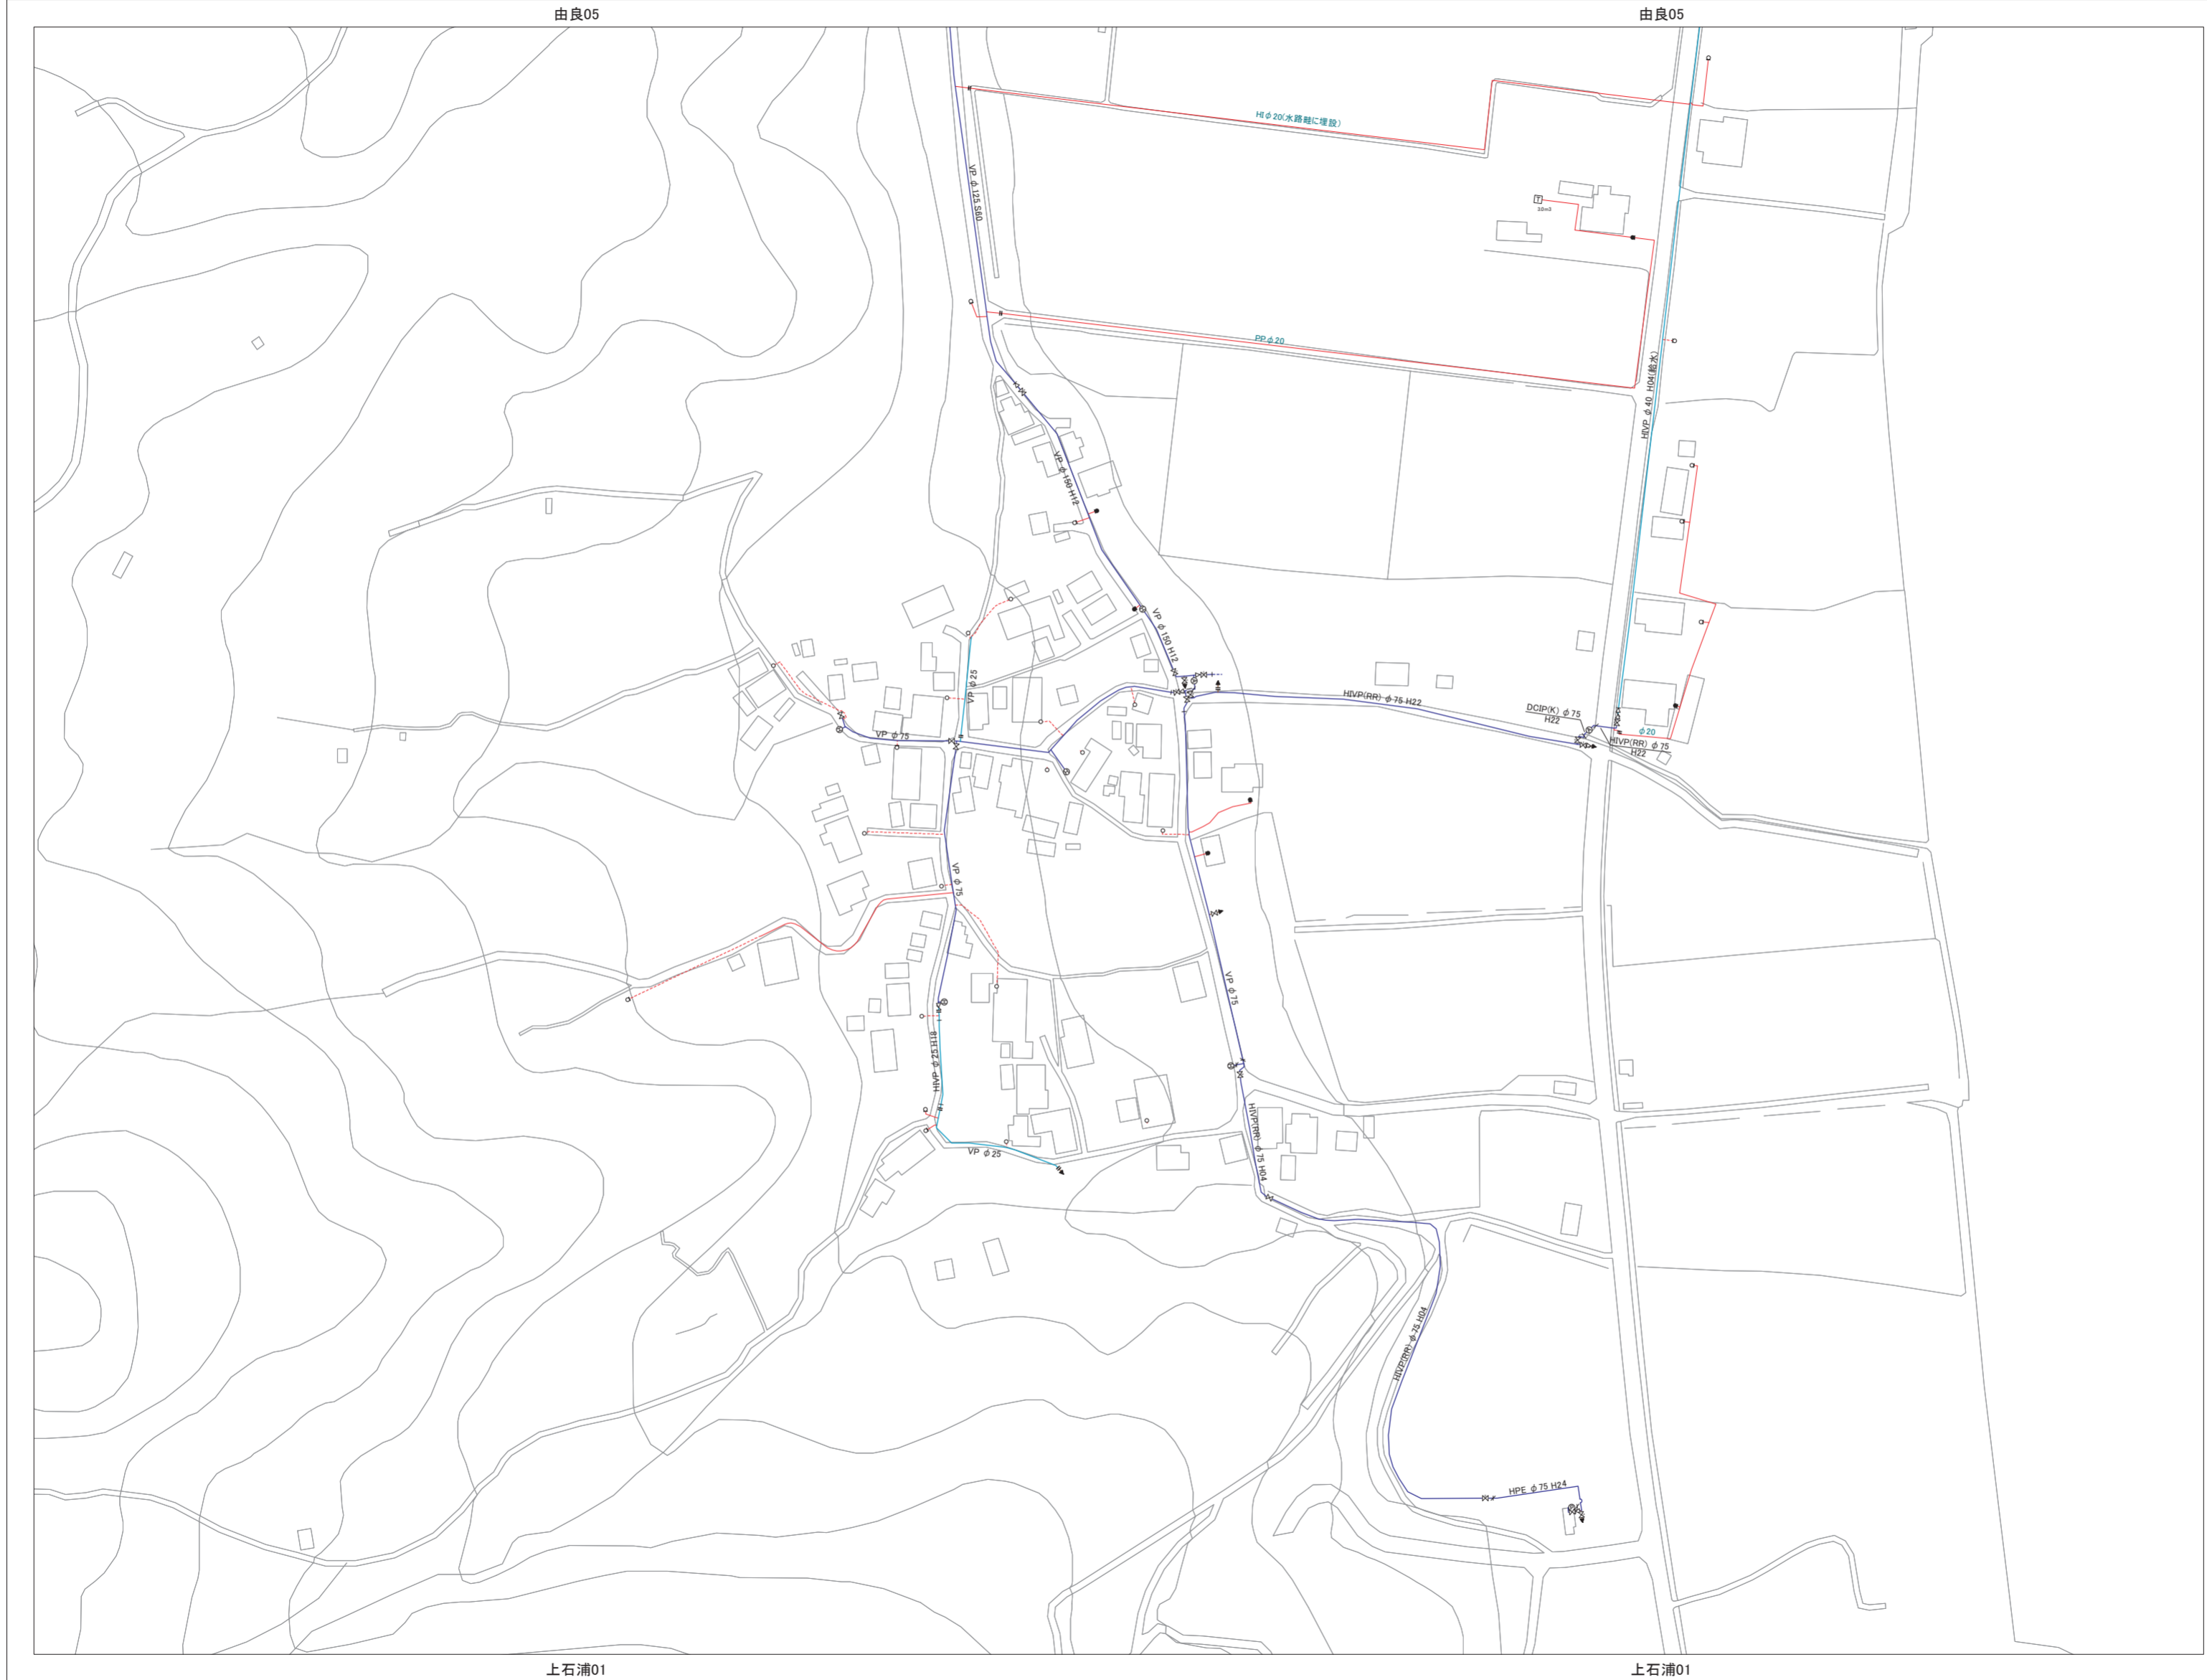 由良05
由良05
HIφ20(水路畦に埋設)
VP φ125 S60
10m3
PPφ20
HIVP φ40 H04(給水)
VP φ150 H12
VP φ150 H12
VP φ25
HIVP(RR) φ75 H22
DCIP(K) φ75
H22
φ20
HIVP(RR) φ75
H22
VP φ75
VP φ75
VP φ75
HIVP φ25 H18
HIVP(RR) φ75 H04
VP φ25
HIVP(RR) φ75 H04
HPE φ75 H24
上石浦01
上石浦01